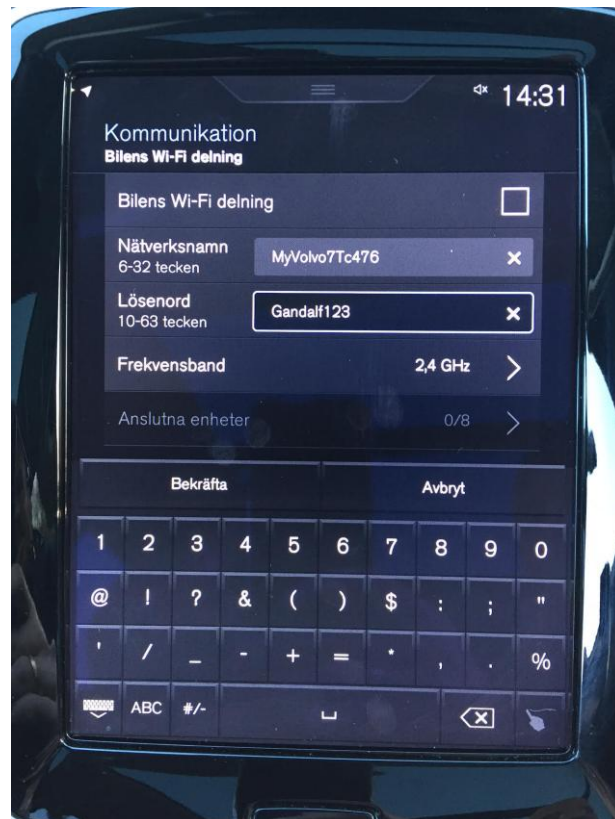 14:31
Kommunikation
Bilens Wi-Fi delning
Bilens Wi-Fi delning
Nätverksnamn
6-32 tecken
MyVolvo7Tc476
Lösenord
10-63 tecken
Gandalf123
Frekvensband 2,4 GHz
Anslutna enheter 0/8
Bekräfta Avbryt
1 2 3 4 5 6 7 8 9 0
@ ! ? & ( ) $ : ; "
' / _ - + = * , . %
ABC #/-